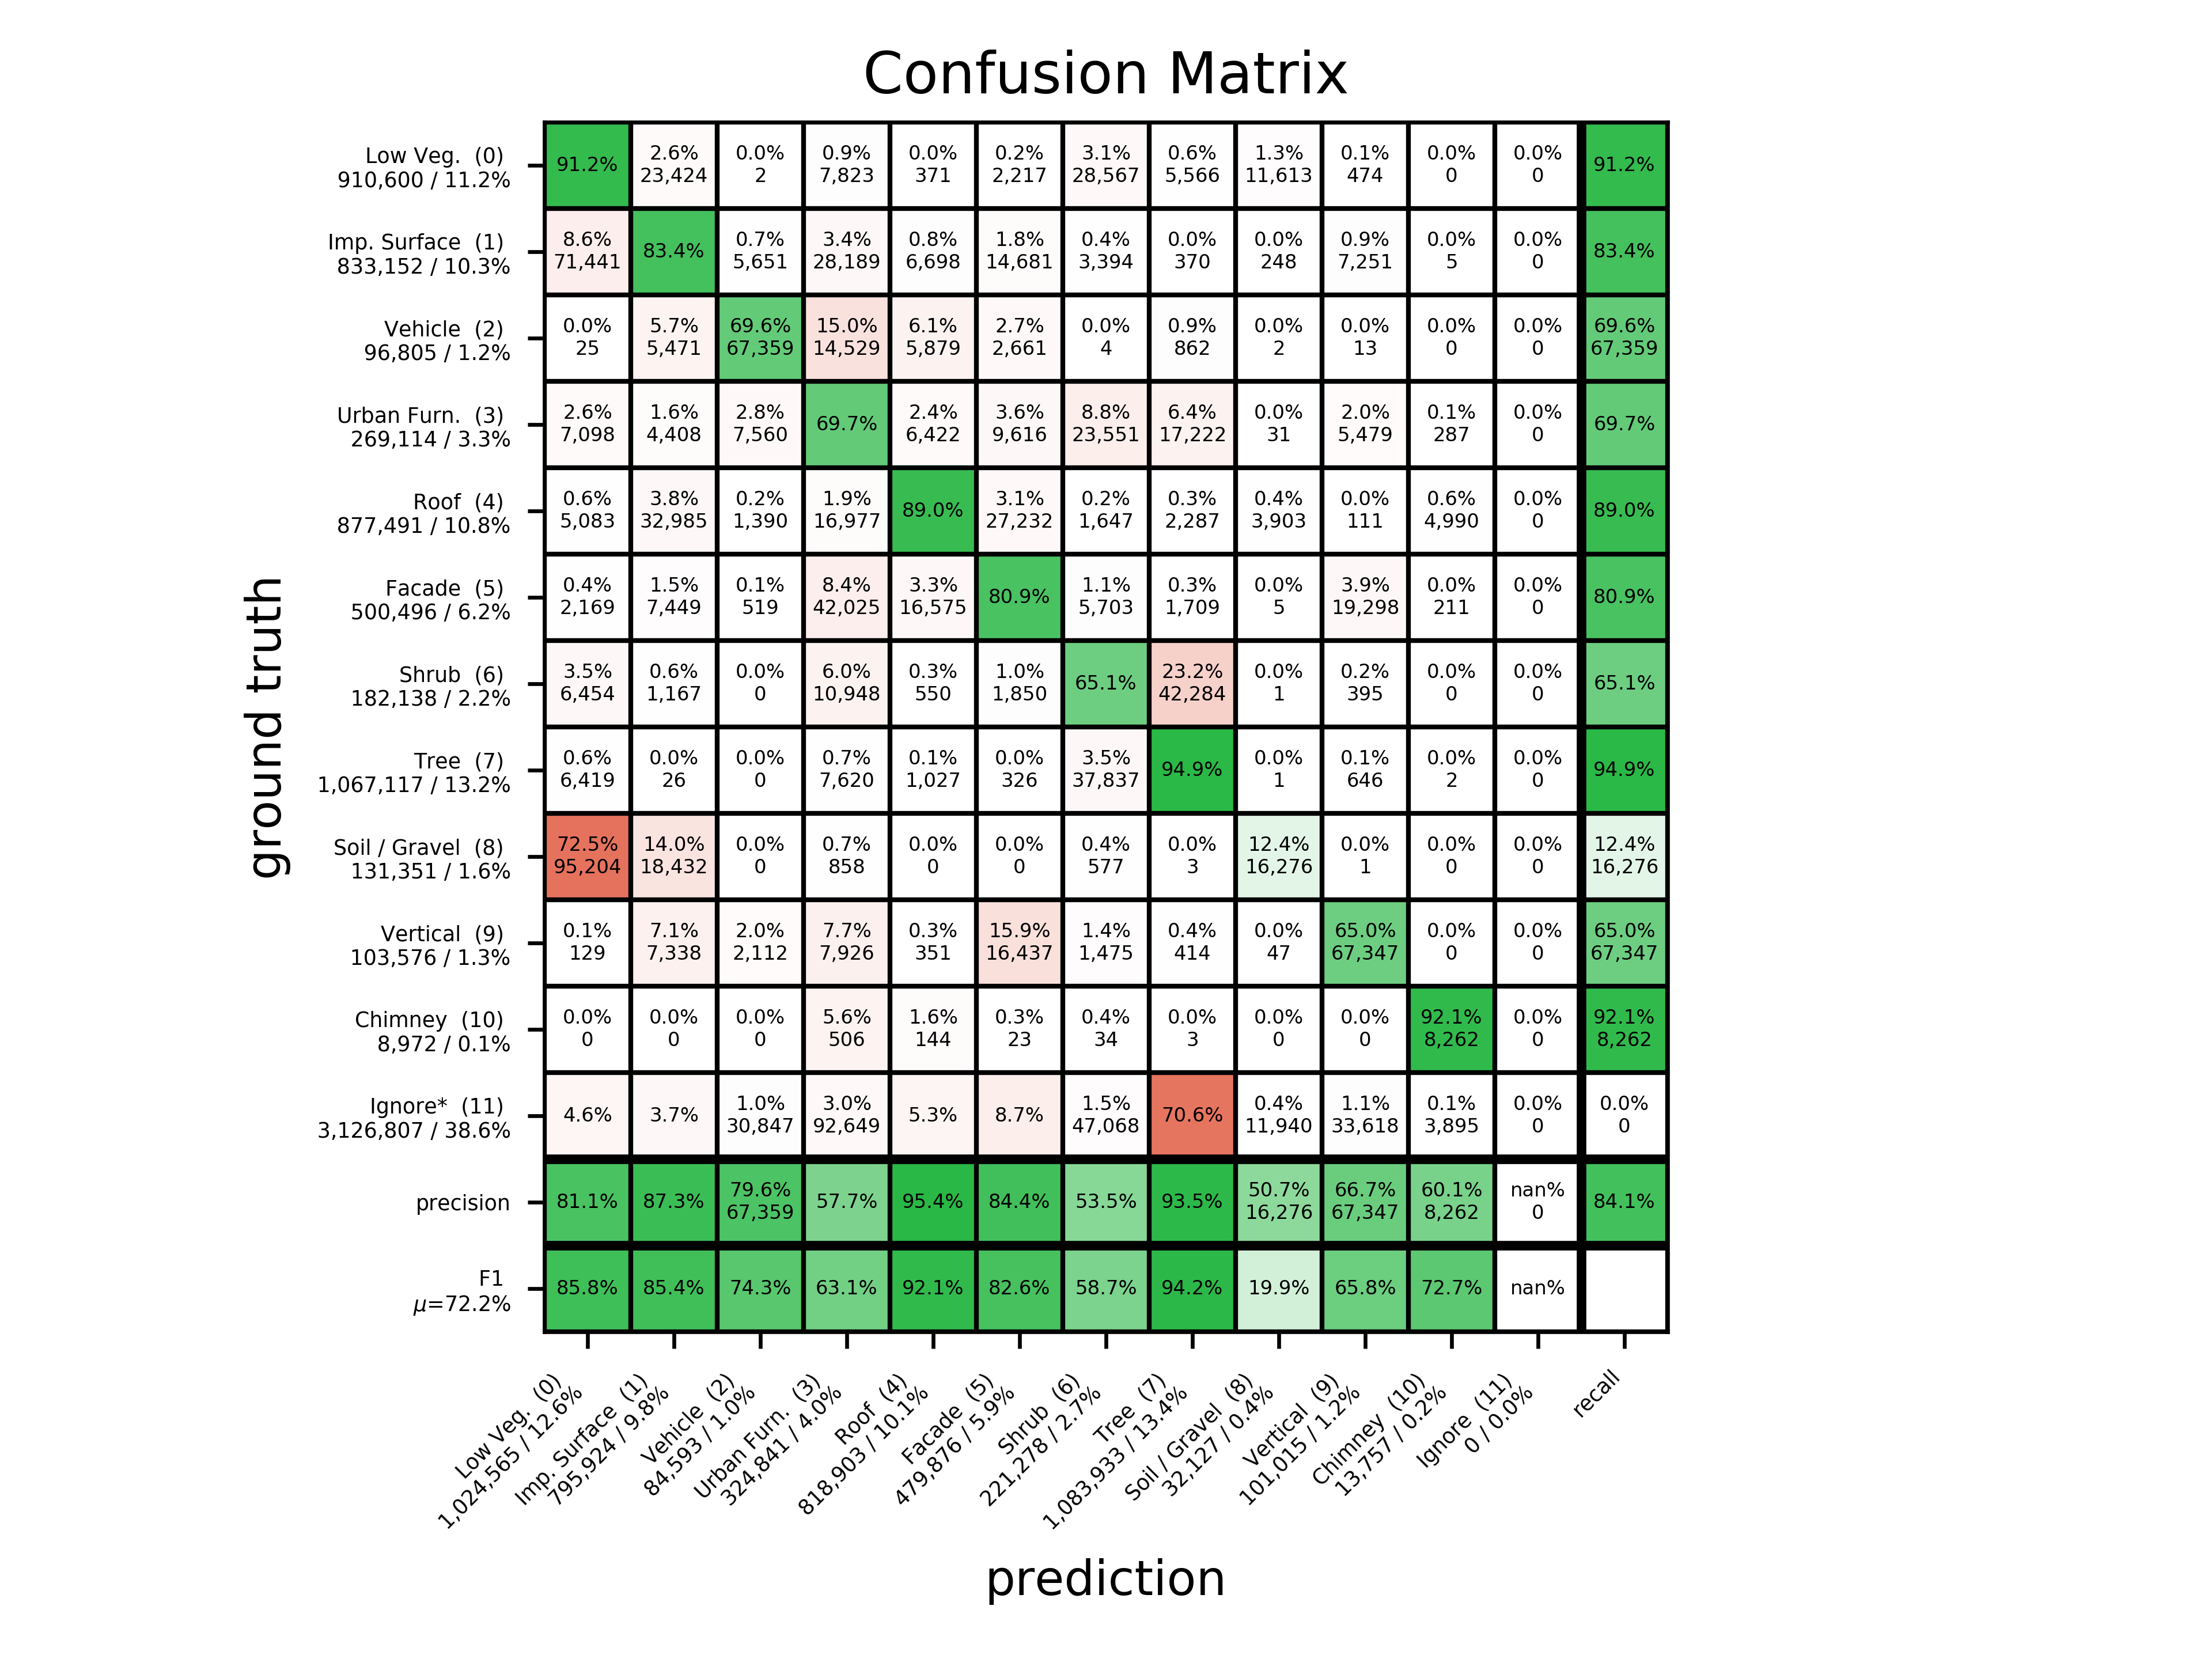 Confusion Matrix
ground truth
Low Veg. (0)
910,600 / 11.2%
91.2%
2.6% 0.0% 0.9% 0.0% 0.2% 3.1% 0.6% 1.3% 0.1% 0.0% 0.0%
23,424 2 7,823 371 2,217 28,567 5,566 11,613 474 0 0
91.2%
Imp. Surface (1)
833,152 / 10.3%
8.6% 83.4% 0.7% 3.4% 0.8% 1.8% 0.4% 0.0% 0.0% 0.9% 0.0% 0.0% 83.4%
71,441 5,651 28,189 6,698 14,681 3,394 370 248 7,251 5 0
Vehicle (2)
96,805 / 1.2%
0.0% 5.7% 69.6% 15.0% 6.1% 2.7% 0.0% 0.9% 0.0% 0.0% 0.0% 0.0% 69.6%
25 5,471 67,359 14,529 5,879 2,661 4 862 2 13 0 0 67,359
Urban Furn. (3)
269,114 / 3.3%
2.6% 1.6% 2.8% 69.7% 2.4% 3.6% 8.8% 6.4% 0.0% 2.0% 0.1% 0.0% 69.7%
7,098 4,408 7,560 6,422 9,616 23,551 17,222 31 5,479 287 0
Roof (4)
877,491 / 10.8%
0.6% 3.8% 0.2% 1.9% 89.0% 3.1% 0.2% 0.3% 0.4% 0.0% 0.6% 0.0% 89.0%
5,083 32,985 1,390 16,977 27,232 1,647 2,287 3,903 111 4,990 0
Facade (5)
500,496 / 6.2%
0.4% 1.5% 0.1% 8.4% 3.3% 80.9% 1.1% 0.3% 0.0% 3.9% 0.0% 0.0% 80.9%
2,169 7,449 519 42,025 16,575 5,703 1,709 5 19,298 211 0
Shrub (6)
182,138 / 2.2%
3.5% 0.6% 0.0% 6.0% 0.3% 1.0% 65.1% 23.2% 0.0% 0.2% 0.0% 0.0% 65.1%
6,454 1,167 0 10,948 550 1,850 42,284 1 395 0 0
Tree (7)
1,067,117 / 13.2%
0.6% 0.0% 0.0% 0.7% 0.1% 0.0% 3.5% 94.9% 0.0% 0.1% 0.0% 0.0% 94.9%
6,419 26 0 7,620 1,027 326 37,837 1 646 2 0
Soil / Gravel (8)
131,351 / 1.6%
72.5% 14.0% 0.0% 0.7% 0.0% 0.0% 0.4% 0.0% 12.4% 0.0% 0.0% 0.0% 12.4%
95,204 18,432 0 858 0 0 577 3 16,276 1 0 0 16,276
Vertical (9)
103,576 / 1.3%
0.1% 7.1% 2.0% 7.7% 0.3% 15.9% 1.4% 0.4% 0.0% 65.0% 0.0% 0.0% 65.0%
129 7,338 2,112 7,926 351 16,437 1,475 414 47 67,347 0 0 67,347
Chimney (10)
8,972 / 0.1%
0.0% 0.0% 0.0% 5.6% 1.6% 0.3% 0.4% 0.0% 0.0% 0.0% 92.1% 0.0% 92.1%
0 0 0 506 144 23 34 3 0 0 8,262 0 8,262
Ignore* (11)
3,126,807 / 38.6%
4.6% 3.7% 1.0% 3.0% 5.3% 8.7% 1.5% 70.6% 0.4% 1.1% 0.1% 0.0% 0.0%
30,847 92,649 47,068 11,940 33,618 3,895 0 0
precision
81.1% 87.3% 79.6% 57.7% 95.4% 84.4% 53.5% 93.5% 50.7% 66.7% 60.1% nan% 84.1%
67,359 16,276 67,347 8,262 0
F1
μ=72.2%
85.8% 85.4% 74.3% 63.1% 92.1% 82.6% 58.7% 94.2% 19.9% 65.8% 72.7% nan%
Low Veg. (0)
1,024,565 / 12.6%
Imp. Surface (1)
795,924 / 9.8%
Vehicle (2)
84,593 / 1.0%
Urban Furn. (3)
324,841 / 4.0%
Roof (4)
818,903 / 10.1%
Facade (5)
479,876 / 5.9%
Shrub (6)
221,278 / 2.7%
Tree (7)
1,083,933 / 13.4%
Soil / Gravel (8)
32,127 / 0.4%
Vertical (9)
101,015 / 1.2%
Chimney (10)
13,757 / 0.2%
Ignore (11)
0 / 0.0%
recall
prediction